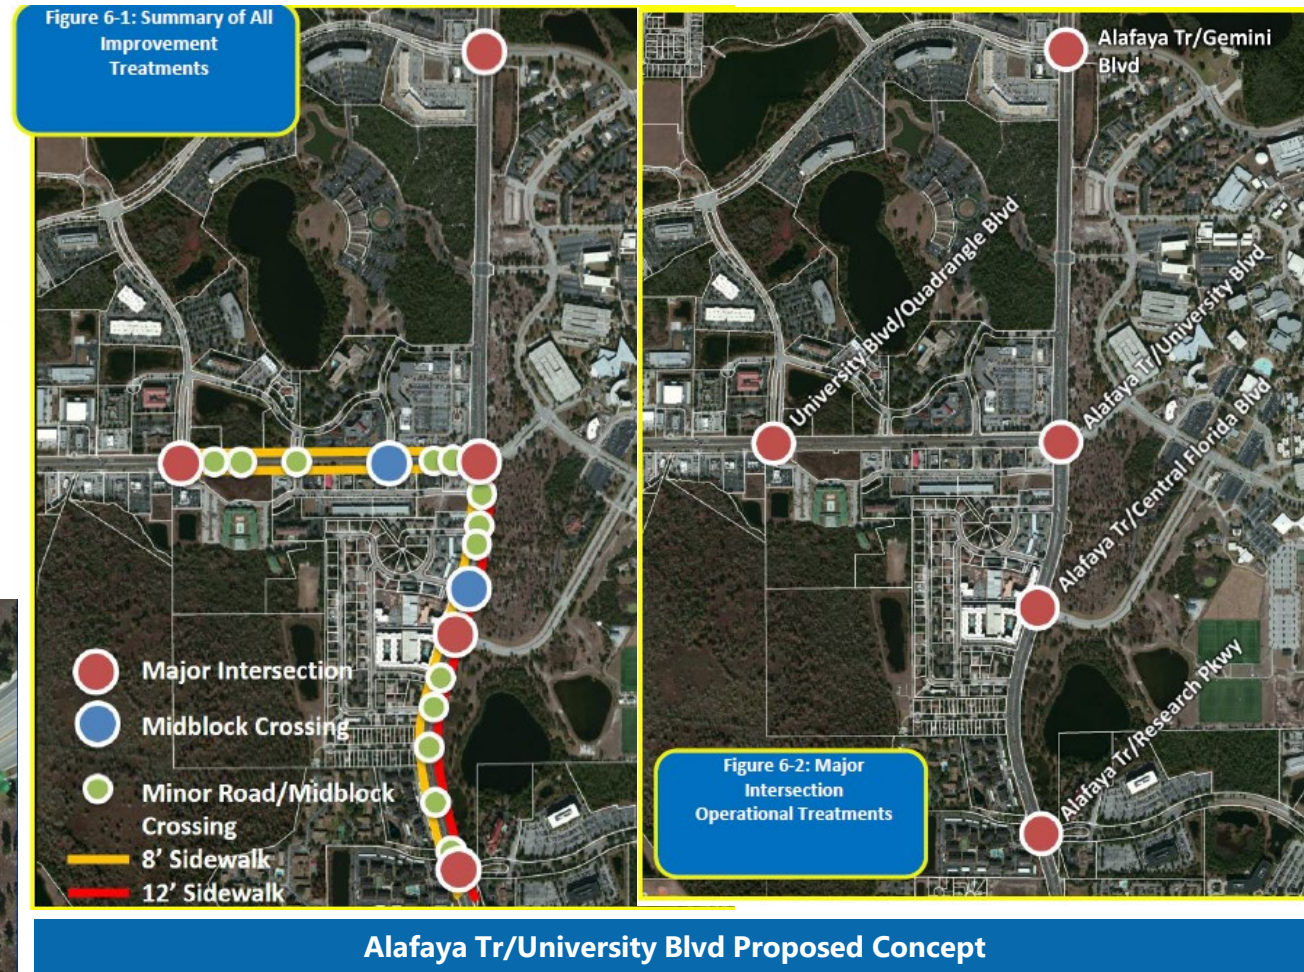 Figure 6-1: Summary of All
Improvement
Treatments
Major Intersection
Midblock Crossing
Minor Road/Midblock
Crossing
8’ Sidewalk
12’ Sidewalk
Alafaya Tr/Gemini
Blvd
University Blvd/Quadrangle Blvd
Alafaya Tr/University Blvd
Alafaya Tr/Central Florida Blvd
Alafaya Tr/Research Pkwy
Figure 6-2: Major
Intersection
Operational Treatments
Alafaya Tr/University Blvd Proposed Concept